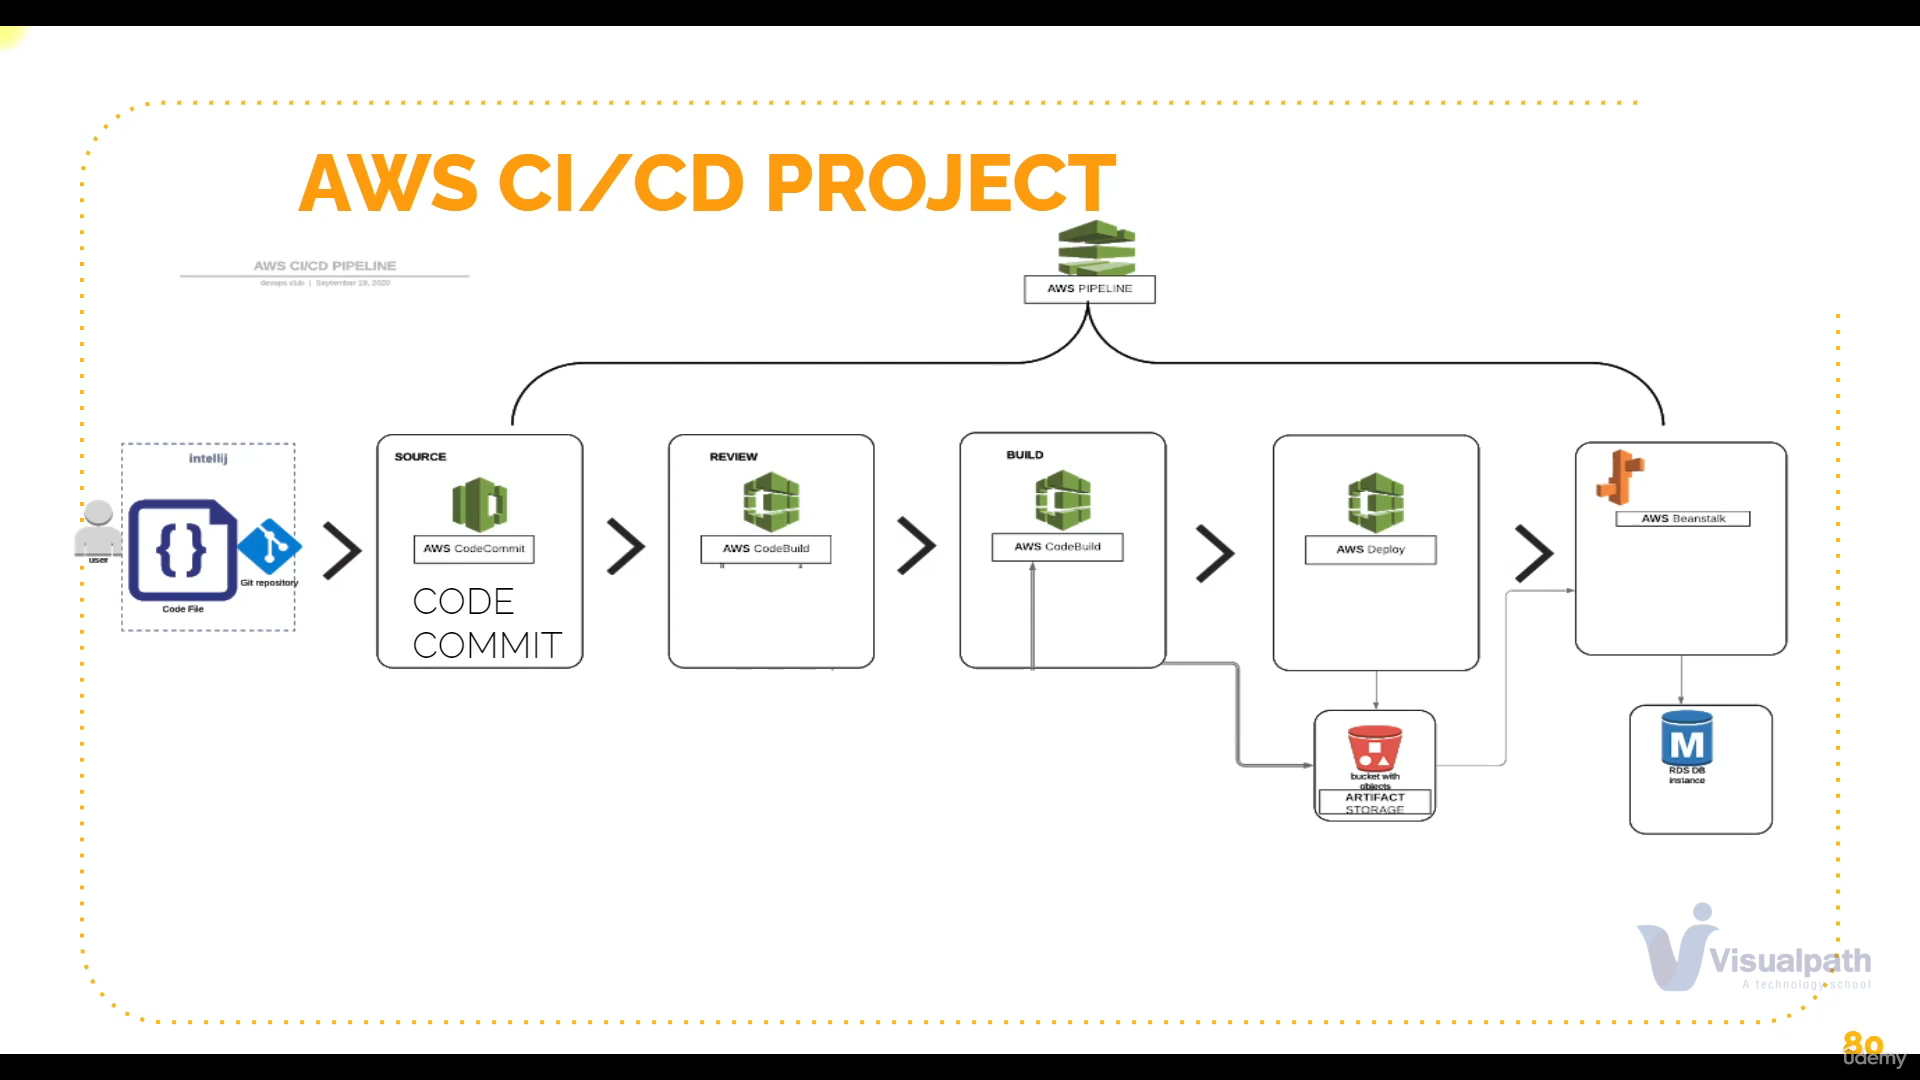 AWS CI/CD PROJECT
AWS CI/CD PIPELINE
devops club | September 19, 2020
AWS PIPELINE
intellij
user
Code File
Git repository
SOURCE
AWS CodeCommit
CODE
COMMIT
REVIEW
AWS CodeBuild
BUILD
AWS CodeBuild
AWS Deploy
AWS Beanstalk
bucket with
objects
ARTIFACT
STORAGE
M
RDS DB
instance
Visualpath
A technology school
80
udemy